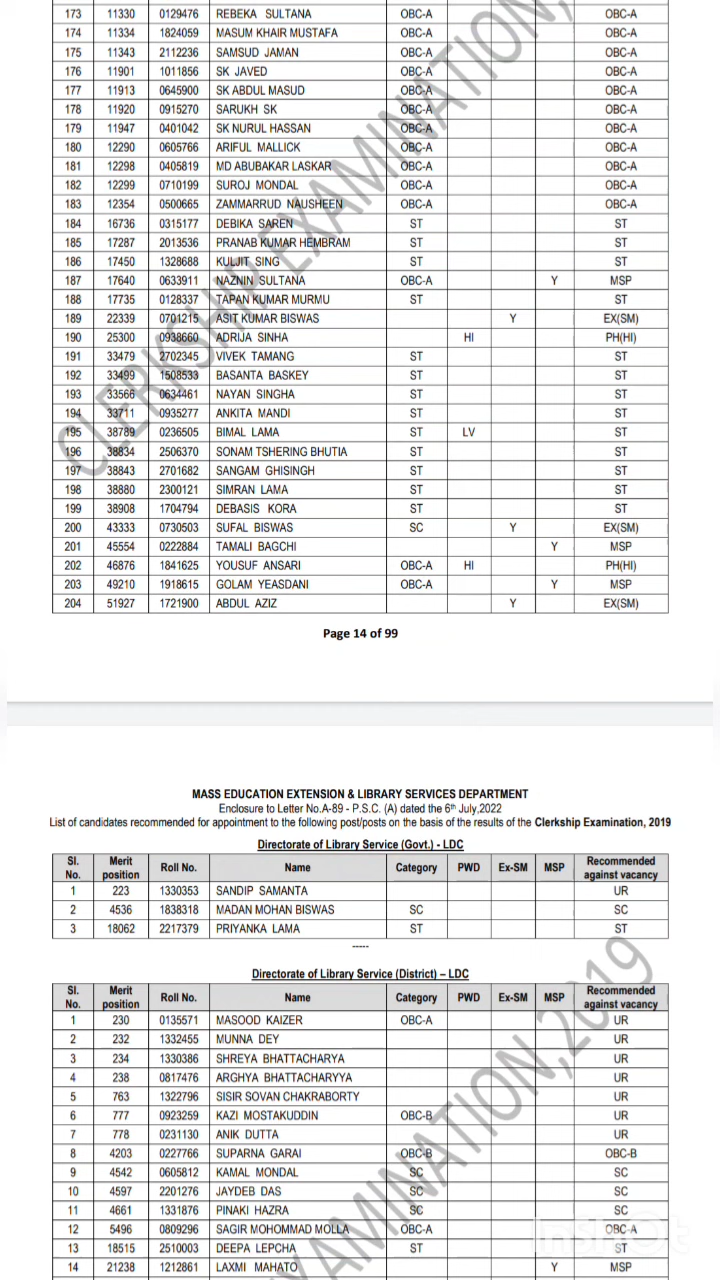 173 11330 0129476 REBEKA SULTANA OBC-A OBC-A
174 11334 1824059 MASUM KHAIR MUSTAFA OBC-A OBC-A
175 11343 2112236 SAMSUD JAMAN OBC-A OBC-A
176 11901 1011856 SK JAVED OBC-A OBC-A
177 11913 0645900 SK ABDUL MASUD OBC-A OBC-A
178 11920 0915270 SARUKH SK OBC-A OBC-A
179 11947 0401042 SK NURUL HASSAN OBC-A OBC-A
180 12290 0605766 ARIFUL MALLICK OBC-A OBC-A
181 12298 0405819 MD ABUBAKAR LASKAR OBC-A OBC-A
182 12299 0710199 SUROJ MONDAL OBC-A OBC-A
183 12354 0500665 ZAMMARRUD NAUSHEEN OBC-A OBC-A
184 16736 0315177 DEBIKA SAREN ST ST
185 17287 2013536 PRANAB KUMAR HEMBRAM ST ST
186 17450 1328688 KULJIT SING ST ST
187 17640 0633911 NAZNIN SULTANA OBC-A Y MSP
188 17735 0128337 TAPAN KUMAR MURMU ST ST
189 22339 0701215 ASIT KUMAR BISWAS Y EX(SM)
190 25300 0938660 ADRIJA SINHA HI PH(HI)
191 33479 2702345 VIVEK TAMANG ST ST
192 33499 1508533 BASANTA BASKEY ST ST
193 33566 0634461 NAYAN SINGHA ST ST
194 33711 0935277 ANKITA MANDI ST ST
195 38789 0236505 BIMAL LAMA ST LV ST
196 38834 2506370 SONAM TSHERING BHUTIA ST ST
197 38843 2701682 SANGAM GHISINGH ST ST
198 38880 2300121 SIMRAN LAMA ST ST
199 38908 1704794 DEBASIS KORA ST ST
200 43333 0730503 SUFAL BISWAS SC Y EX(SM)
201 45554 0222884 TAMALI BAGCHI Y MSP
202 46876 1841625 YOUSUF ANSARI OBC-A HI PH(HI)
203 49210 1918615 GOLAM YEASDANI OBC-A Y MSP
204 51927 1721900 ABDUL AZIZ Y EX(SM)
CLERKSHIP EXAMINATION,
Page 14 of 99
MASS EDUCATION EXTENSION & LIBRARY SERVICES DEPARTMENT
Enclosure to Letter No.A-89 - P.S.C. (A) dated the 6th July,2022
List of candidates recommended for appointment to the following post/posts on the basis of the results of the Clerkship Examination, 2019
Directorate of Library Service (Govt.) - LDC
Sl. No. Merit position Roll No. Name Category PWD Ex-SM MSP Recommended against vacancy
1 223 1330353 SANDIP SAMANTA UR
2 4536 1838318 MADAN MOHAN BISWAS SC SC
3 18062 2217379 PRIYANKA LAMA ST ST
-----
Directorate of Library Service (District) – LDC
Sl. No. Merit position Roll No. Name Category PWD Ex-SM MSP Recommended against vacancy
1 230 0135571 MASOOD KAIZER OBC-A UR
2 232 1332455 MUNNA DEY UR
3 234 1330386 SHREYA BHATTACHARYA UR
4 238 0817476 ARGHYA BHATTACHARYYA UR
5 763 1322796 SISIR SOVAN CHAKRABORTY UR
6 777 0923259 KAZI MOSTAKUDDIN OBC-B UR
7 778 0231130 ANIK DUTTA UR
8 4203 0227766 SUPARNA GARAI OBC-B OBC-B
9 4542 0605812 KAMAL MONDAL SC SC
10 4597 2201276 JAYDEB DAS SC SC
11 4661 1331876 PINAKI HAZRA SC SC
12 5496 0809296 SAGIR MOHOMMAD MOLLA OBC-A OBC-A
13 18515 2510003 DEEPA LEPCHA ST ST
14 21238 1212861 LAXMI MAHATO Y MSP
EXAMINATION,2019
InShot